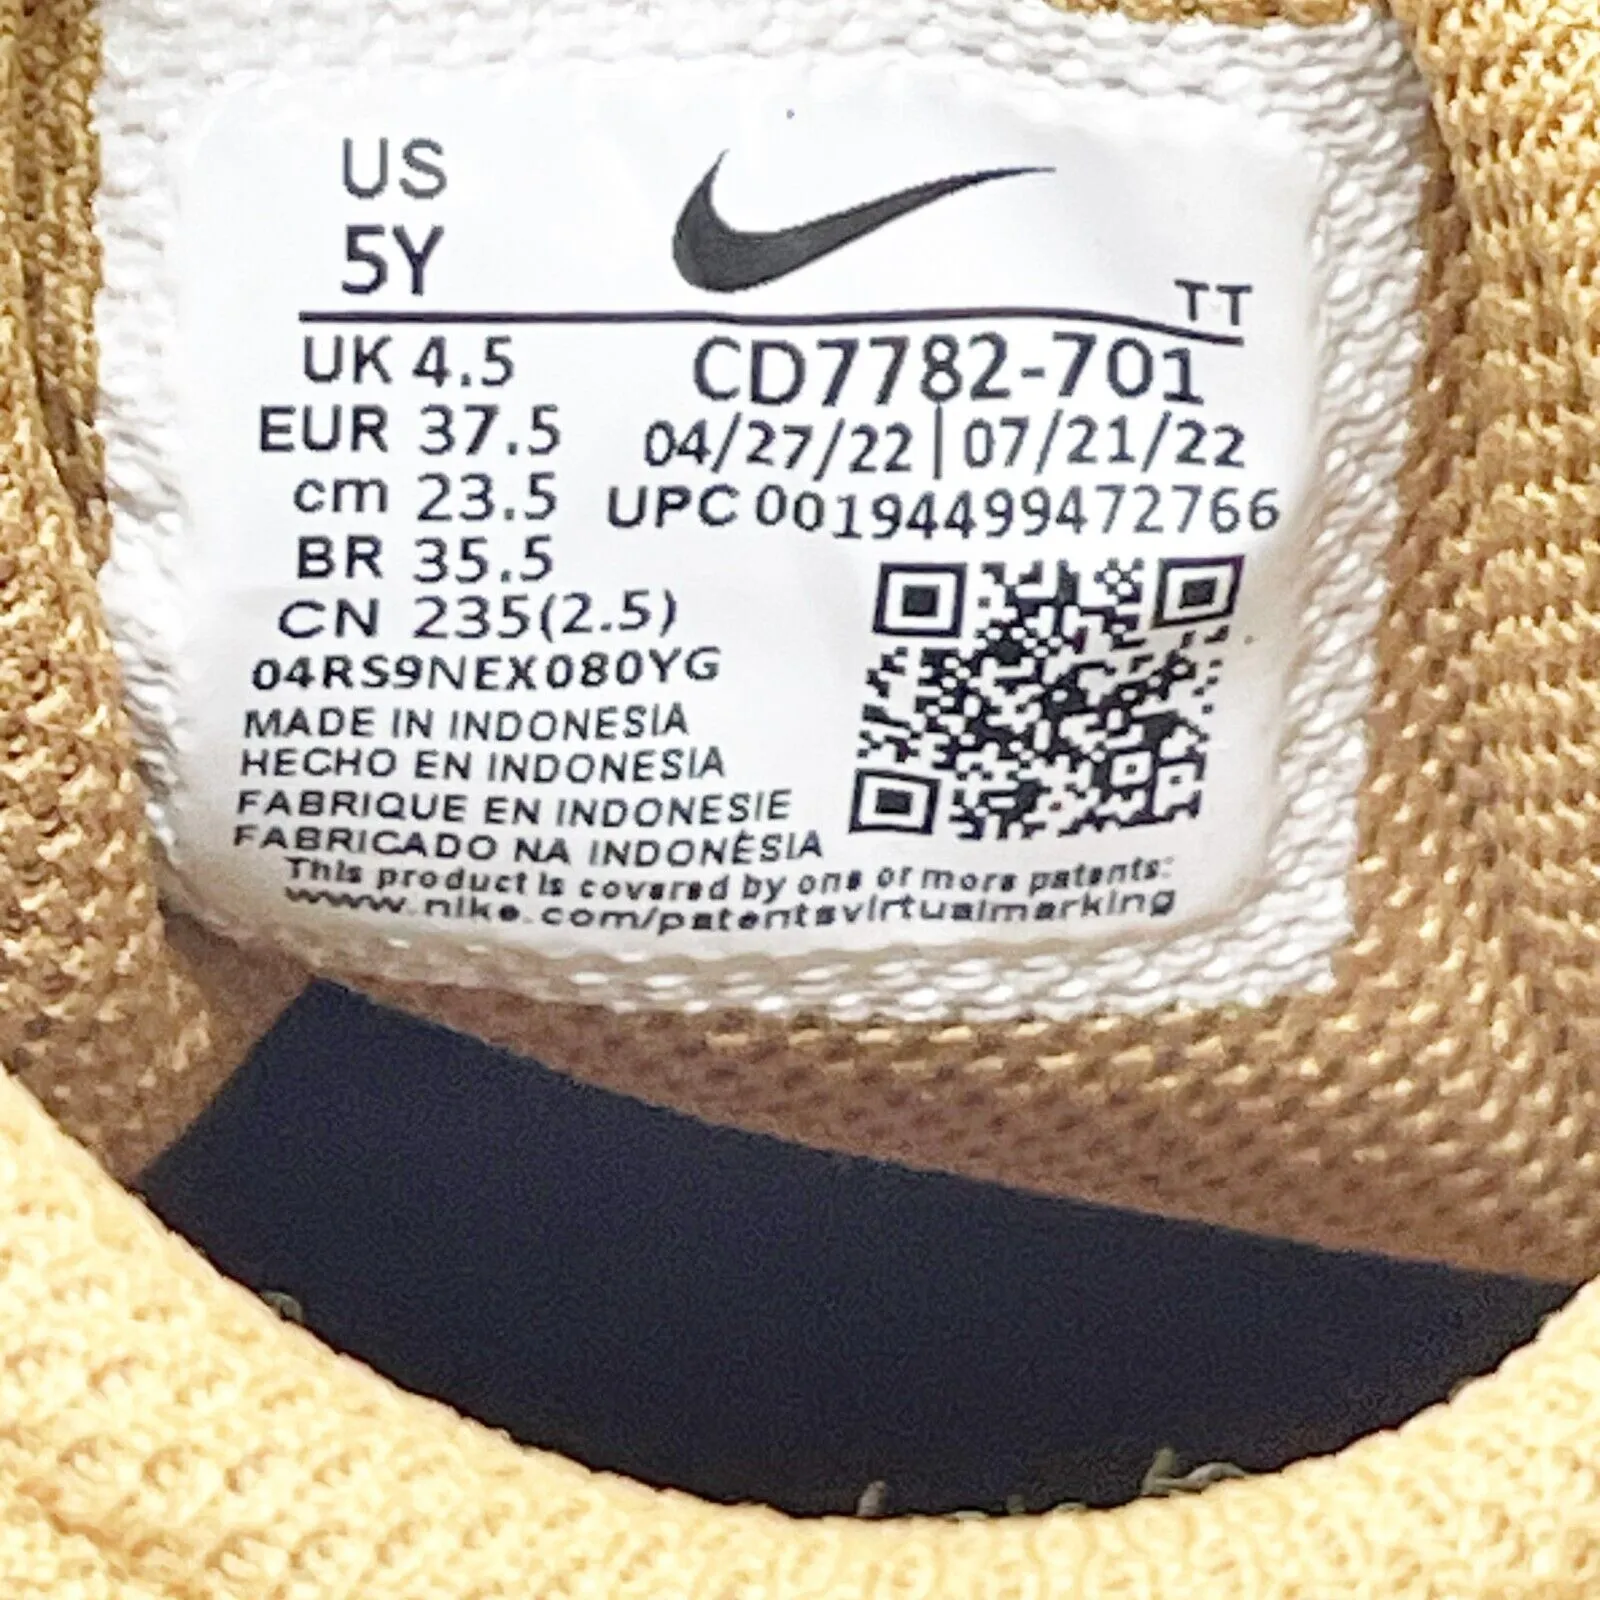 US
5Y
TT
UK 4.5
EUR 37.5
cm 23.5
BR 35.5
CN 235(2.5)
CD7782-701
04/27/22 | 07/21/22
UPC 00194499472766
04RS9NEX080YG
MADE IN INDONESIA
HECHO EN INDONESIA
FABRIQUE EN INDONESIE
FABRICADO NA INDONÉSIA
This product is covered by one or more patents:
www.nike.com/patentsvirtualmarking